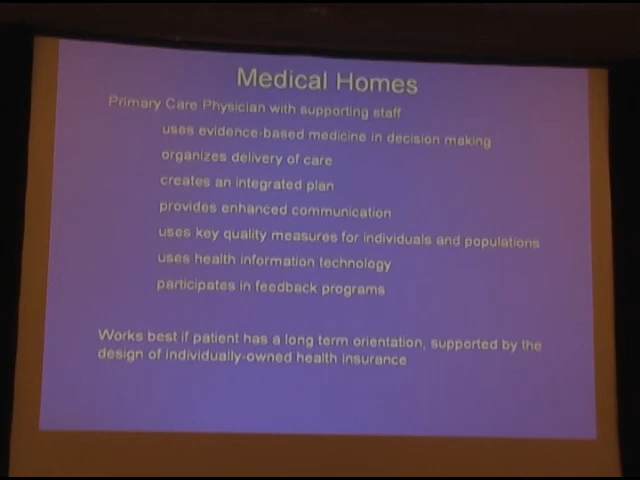 Medical Homes
Primary Care Physician with supporting staff
uses evidence-based medicine in decision making
organizes delivery of care
creates an integrated plan
provides enhanced communication
uses key quality measures for individuals and populations
uses health information technology
participates in feedback programs
Works best if patient has a long term orientation, supported by the
design of individually-owned health insurance